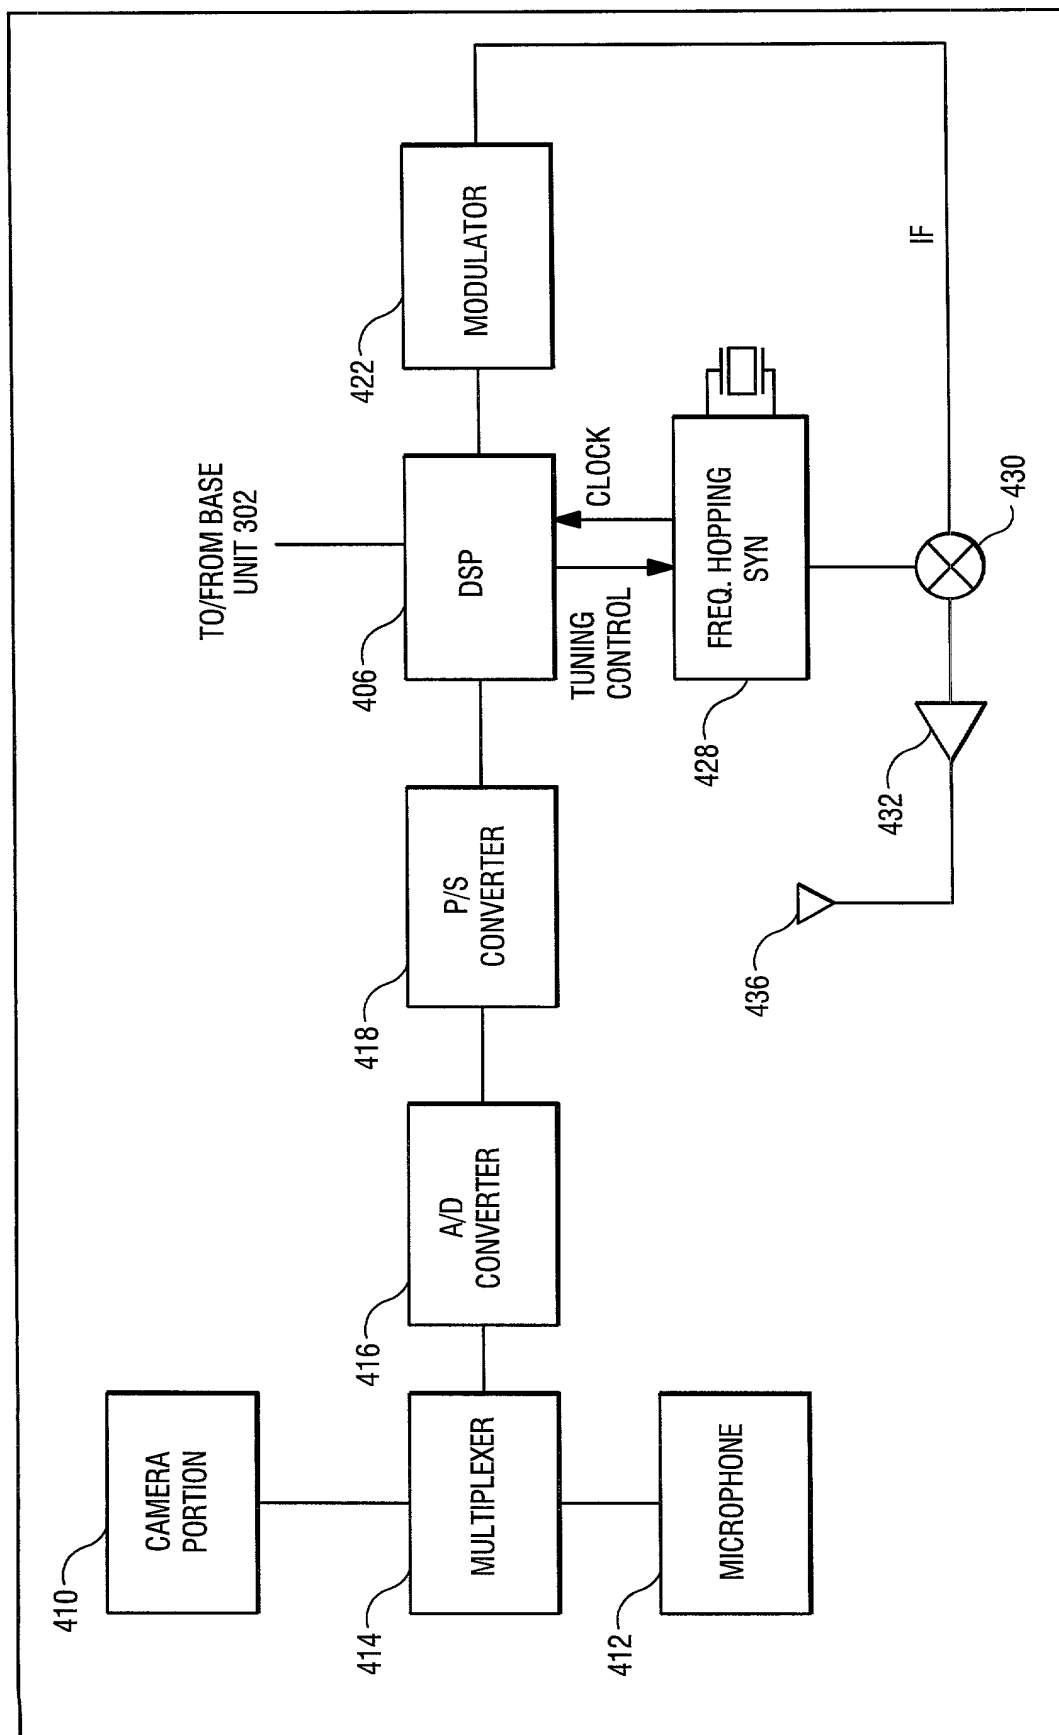 410
CAMERA
PORTION
414
MULTIPLEXER
412
MICROPHONE
416
A/D
CONVERTER
418
P/S
CONVERTER
TO/FROM BASE
UNIT 302
406
DSP
TUNING
CONTROL
CLOCK
422
MODULATOR
428
FREQ. HOPPING
SYN
IF
430
432
436